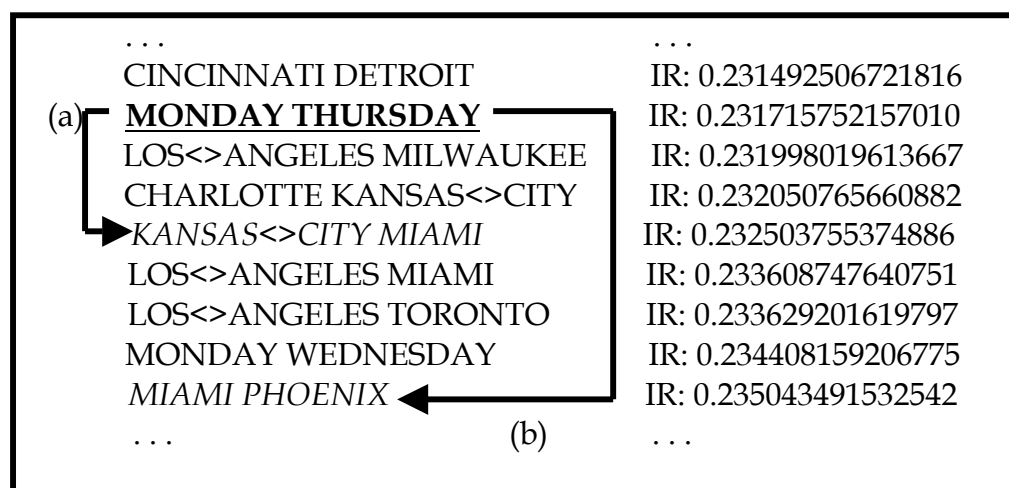 . . . . . .
CINCINNATI DETROIT IR: 0.231492506721816
(a) MONDAY THURSDAY IR: 0.231715752157010
LOS<>ANGELES MILWAUKEE IR: 0.231998019613667
CHARLOTTE KANSAS<>CITY IR: 0.232050765660882
KANSAS<>CITY MIAMI IR: 0.232503755374886
LOS<>ANGELES MIAMI IR: 0.233608747640751
LOS<>ANGELES TORONTO IR: 0.233629201619797
MONDAY WEDNESDAY IR: 0.234408159206775
MIAMI PHOENIX IR: 0.235043491532542
. . . (b) . . .